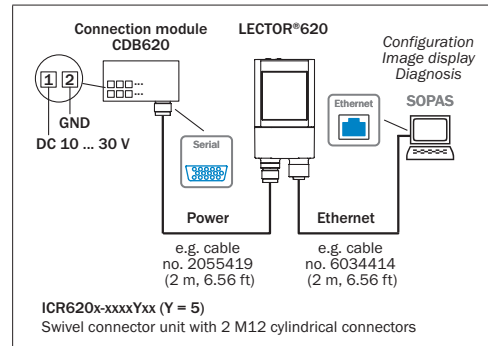 Connection module
CDB620
LECTOR®620
Configuration
Image display
Diagnosis
SOPAS
1 2
GND
DC 10 ... 30 V
Serial
Ethernet
Power
Ethernet
e.g. cable
no. 2055419
(2 m, 6.56 ft)
e.g. cable
no. 6034414
(2 m, 6.56 ft)
ICR620x-xxxxYxx (Y = 5)
Swivel connector unit with 2 M12 cylindrical connectors